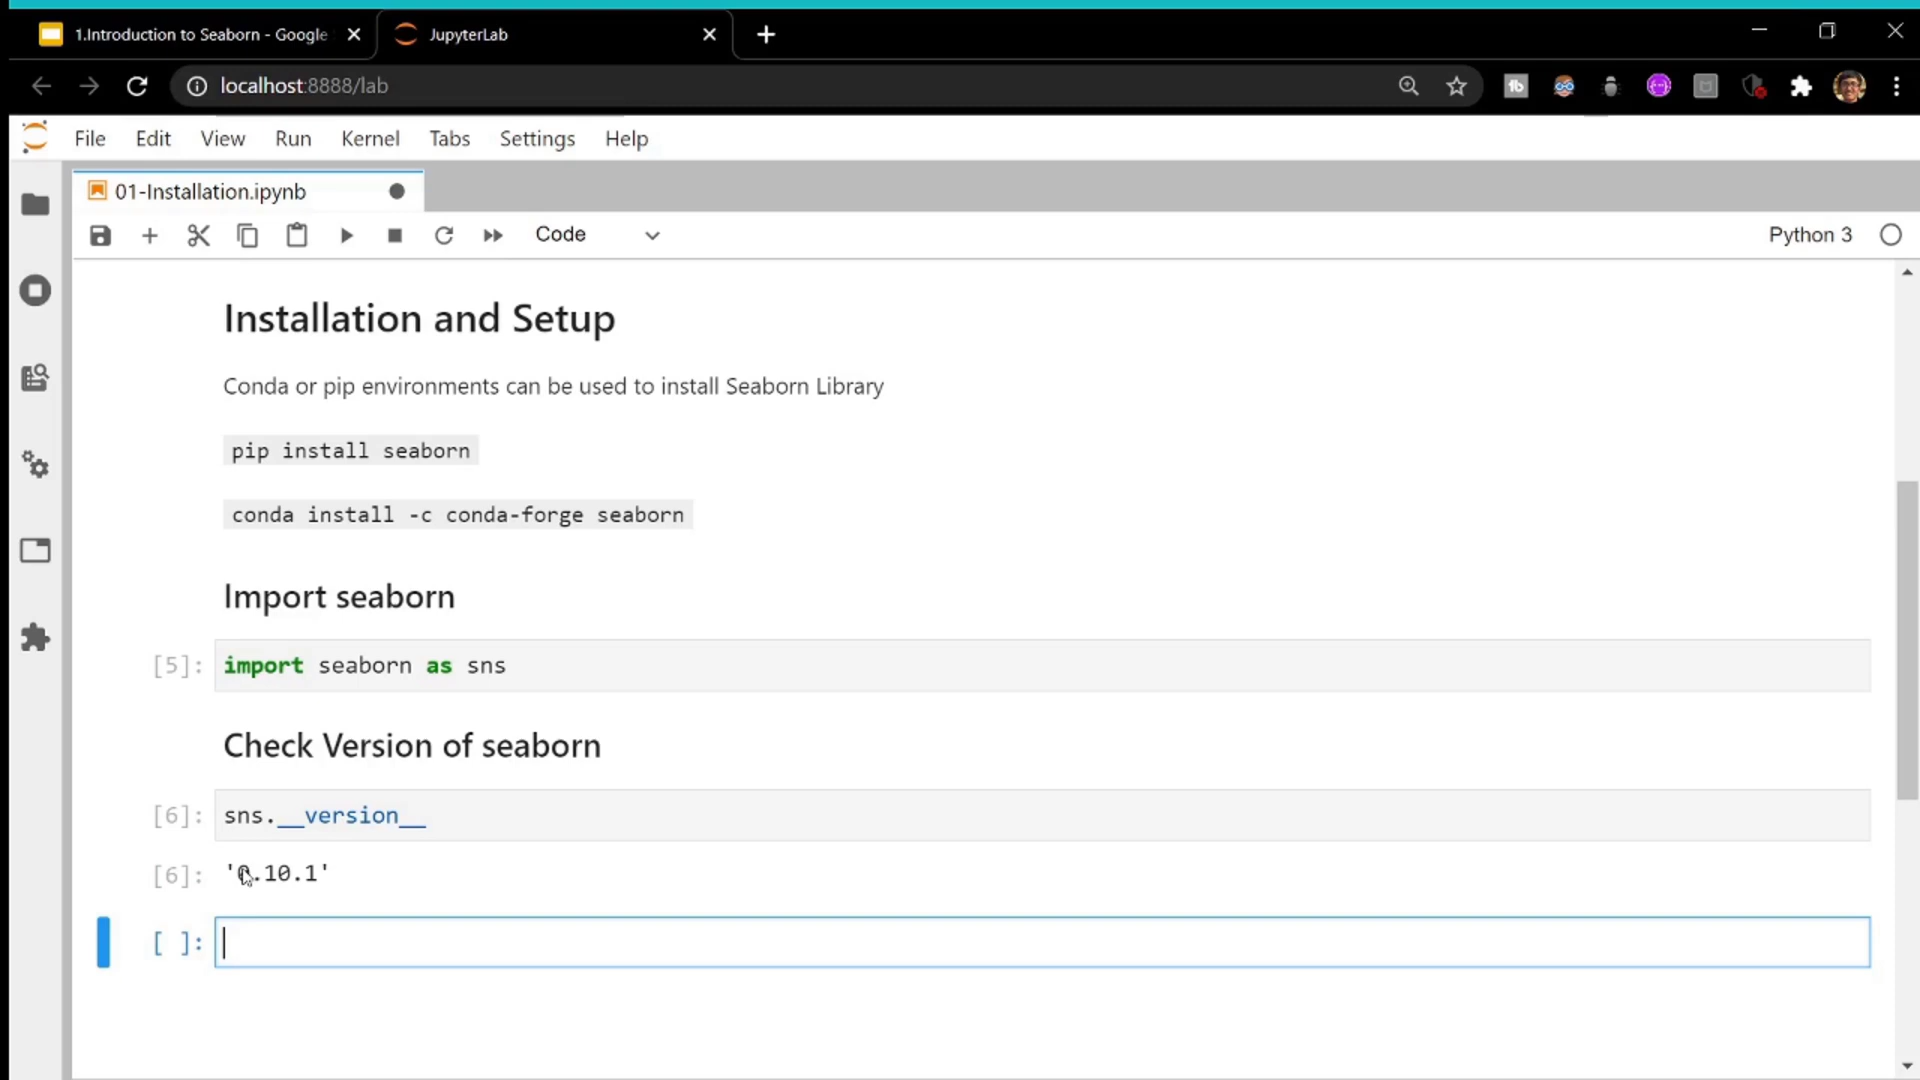 1.Introduction to Seaborn - Google
JupyterLab
localhost:8888/lab
File Edit View Run Kernel Tabs Settings Help
01-Installation.ipynb
Code
Python 3
Installation and Setup
Conda or pip environments can be used to install Seaborn Library
pip install seaborn
conda install -c conda-forge seaborn
Import seaborn
[5]: import seaborn as sns
Check Version of seaborn
[6]: sns.__version__
[6]: '0.10.1'
[ ]: